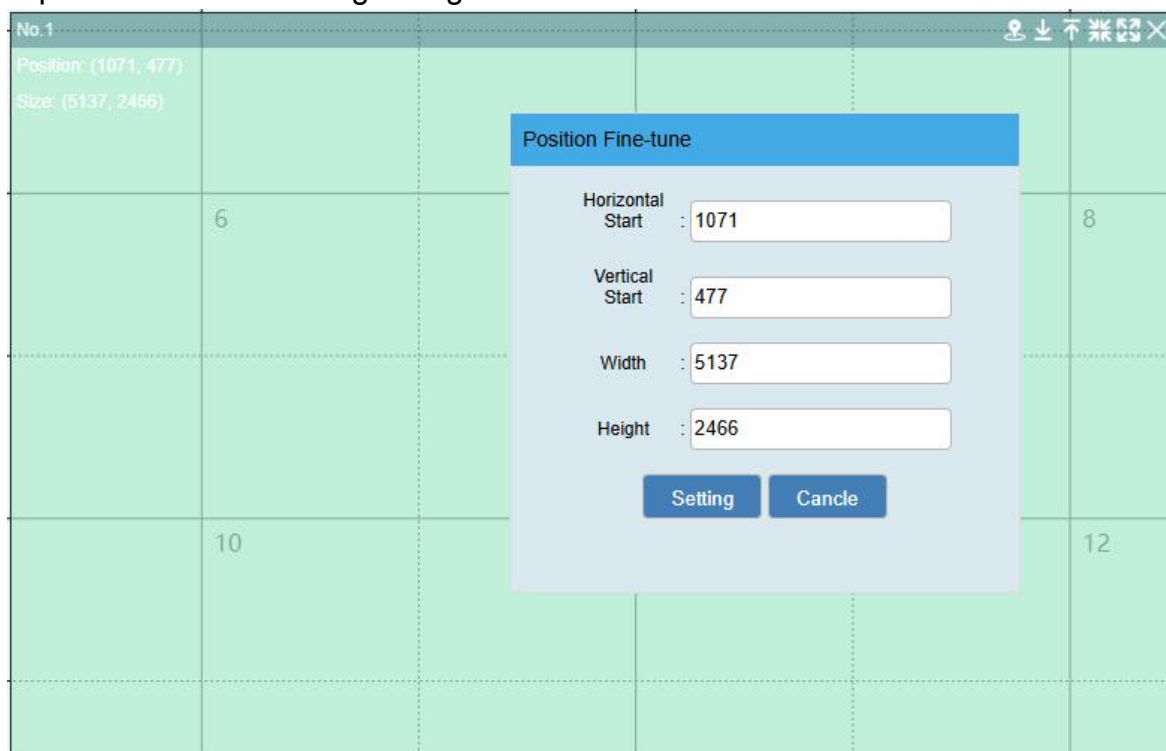 No.1
Position: (1071, 477)
Size: (5137, 2466)
Position Fine-tune
Horizontal
Start : 1071
6
8
Vertical
Start : 477
Width : 5137
Height : 2466
Setting Cancle
10
12